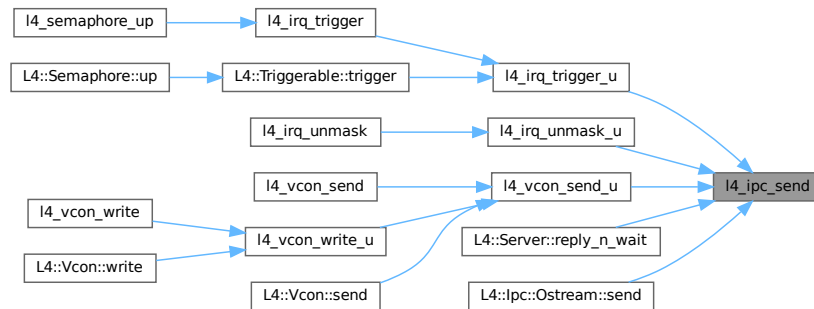 l4_semaphore_up
l4_irq_trigger
L4::Semaphore::up
L4::Triggerable::trigger
l4_irq_trigger_u
l4_irq_unmask
l4_irq_unmask_u
l4_vcon_send
l4_vcon_send_u
l4_ipc_send
l4_vcon_write
l4_vcon_write_u
L4::Server::reply_n_wait
L4::Vcon::write
L4::Vcon::send
L4::Ipc::Ostream::send